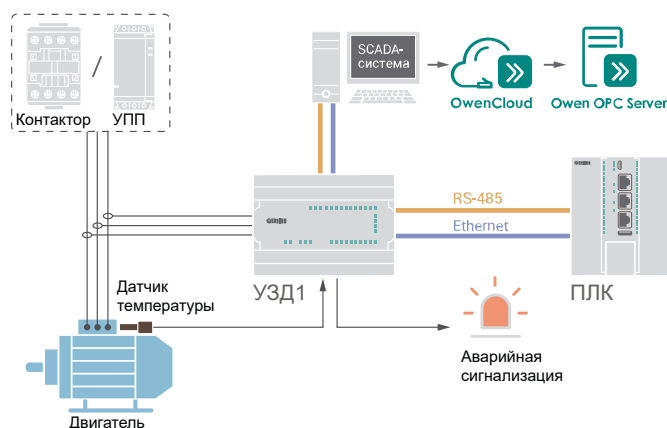 SCADA-
система
OwenCloud
Owen OPC Server
Контактор
/
УПП
RS-485
Ethernet
Датчик
температуры
УЗД1
ПЛК
Аварийная
сигнализация
Двигатель